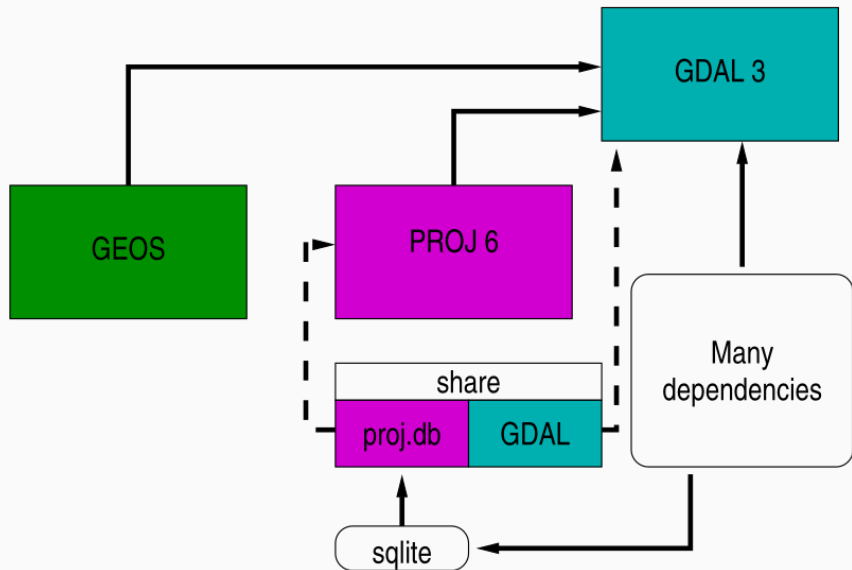 GDAL 3
GEOS
PROJ 6
Many
dependencies
share
proj.db
GDAL
sqlite